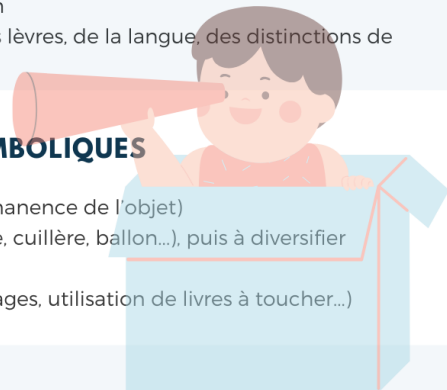 n
s lèvres, de la langue, des distinctions de
MBOLIQUES
nanence de l'objet)
e, cuillère, ballon...), puis à diversifier
ages, utilisation de livres à toucher...)